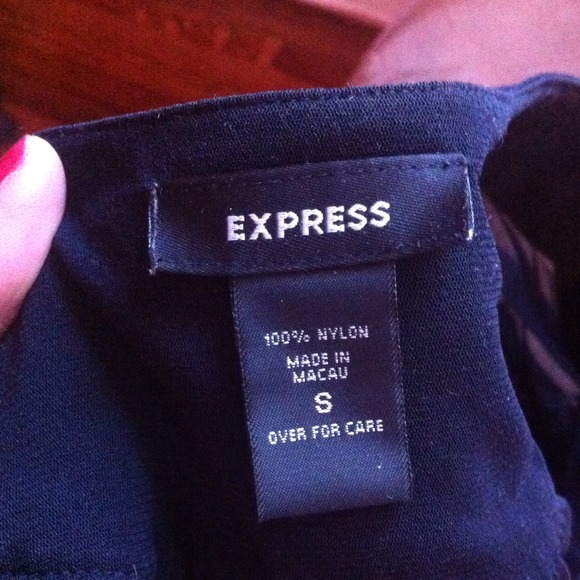 EXPRESS
100% NYLON
MADE IN
MACAU
S
OVER FOR CARE